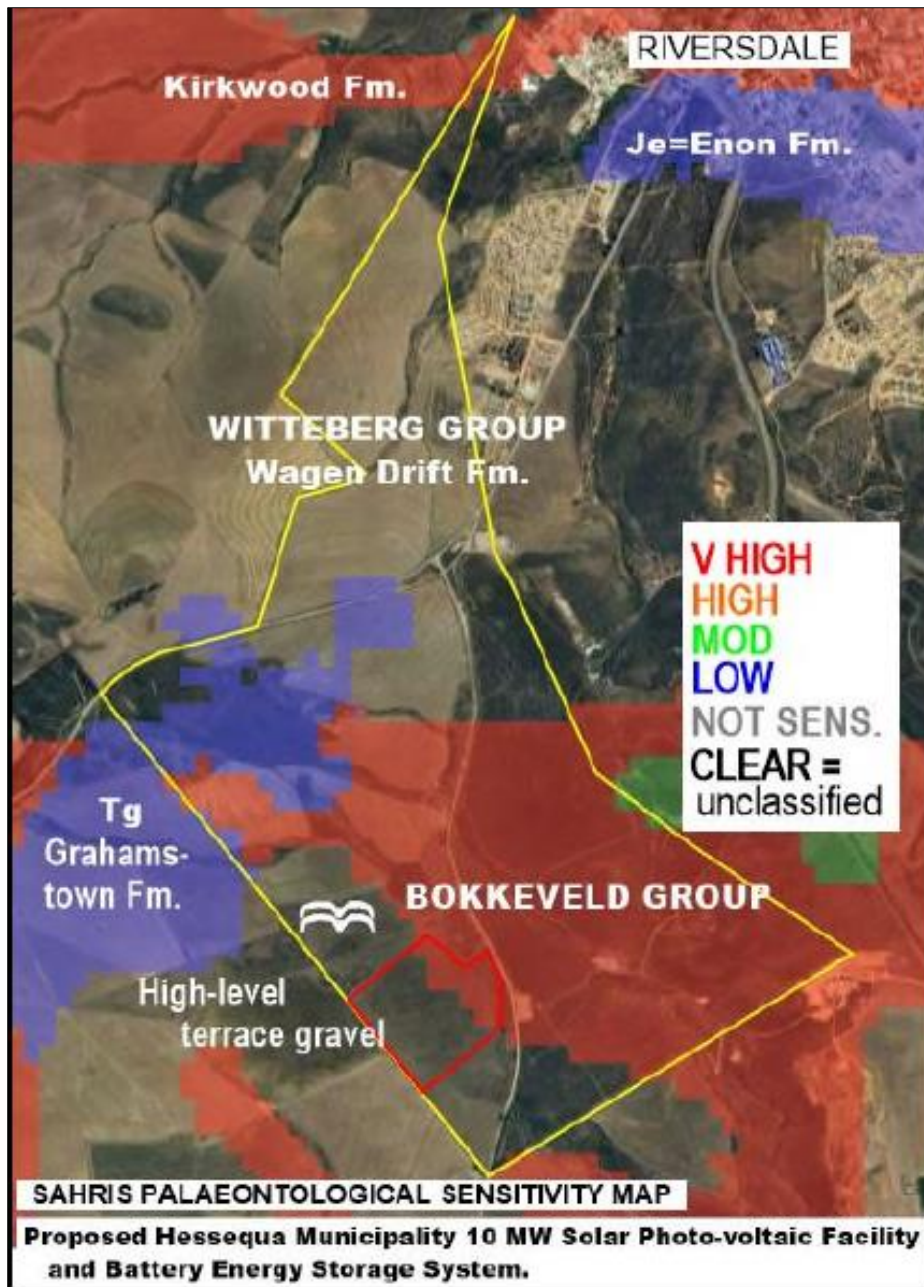 RIVERSDALE
Kirkwood Fm.
Je=Enon Fm.
WITTEBERG GROUP
Wagen Drift Fm.
V HIGH
HIGH
MOD
LOW
NOT SENS.
CLEAR =
unclassified
Tg
Grahams-
town Fm.
BOKKEVELD GROUP
High-level
terrace gravel
SAHRIS PALAEONTOLOGICAL SENSITIVITY MAP
Proposed Hessequa Municipality 10 MW Solar Photo-voltaic Facility
and Battery Energy Storage System.